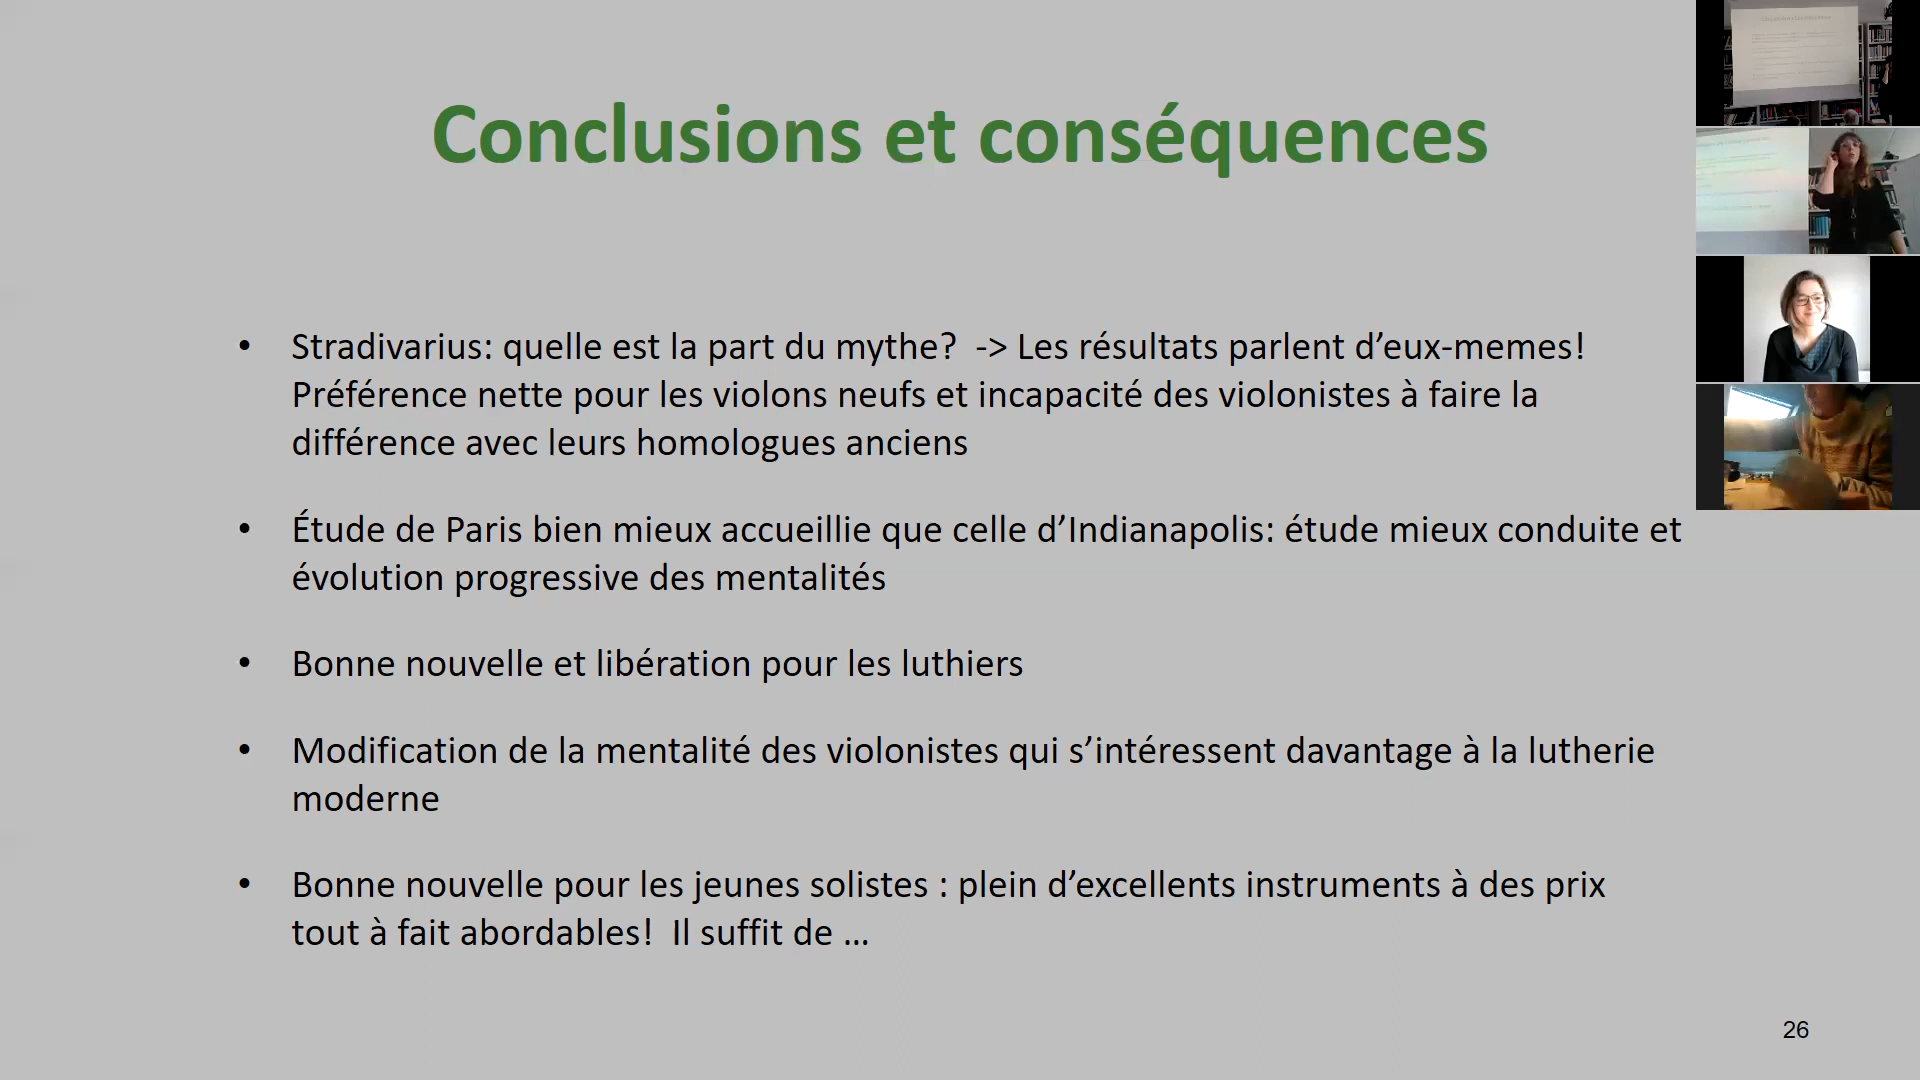 Conclusions et conséquences
• Stradivarius: quelle est la part du mythe?  -> Les résultats parlent d’eux-memes!
Préférence nette pour les violons neufs et incapacité des violonistes à faire la
différence avec leurs homologues anciens
• Étude de Paris bien mieux accueillie que celle d’Indianapolis: étude mieux conduite et
évolution progressive des mentalités
• Bonne nouvelle et libération pour les luthiers
• Modification de la mentalité des violonistes qui s’intéressent davantage à la lutherie
moderne
• Bonne nouvelle pour les jeunes solistes : plein d’excellents instruments à des prix
tout à fait abordables!  Il suffit de …
26